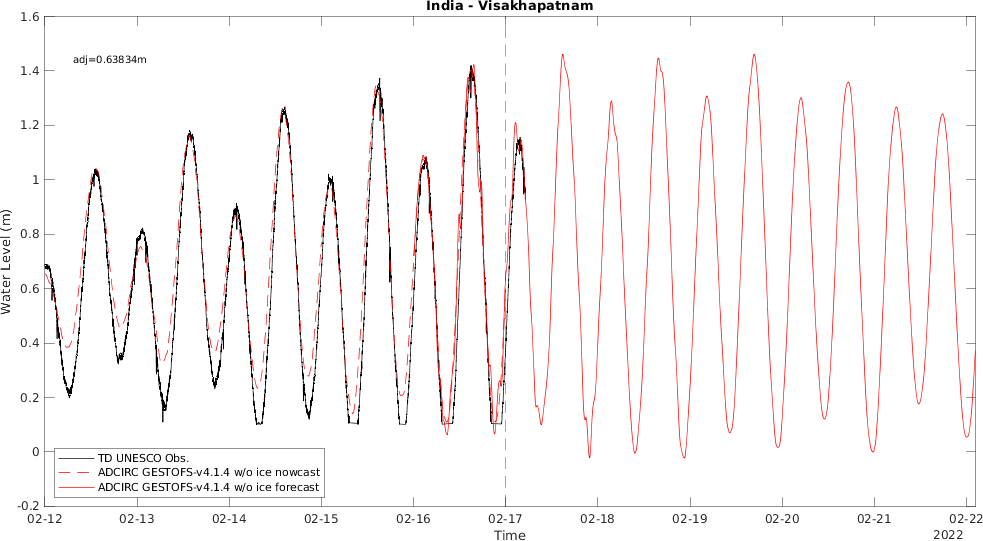 India - Visakhapatnam
1.6
adj=0.63834m
1.4
1.2
1
0.8
0.6
0.4
0.2
0
-0.2
Water Level (m)
TD UNESCO Obs.
ADCIRC GESTOFS-v4.1.4 w/o ice nowcast
ADCIRC GESTOFS-v4.1.4 w/o ice forecast
02-12 02-13 02-14 02-15 02-16 02-17 02-18 02-19 02-20 02-21 02-22
Time
2022